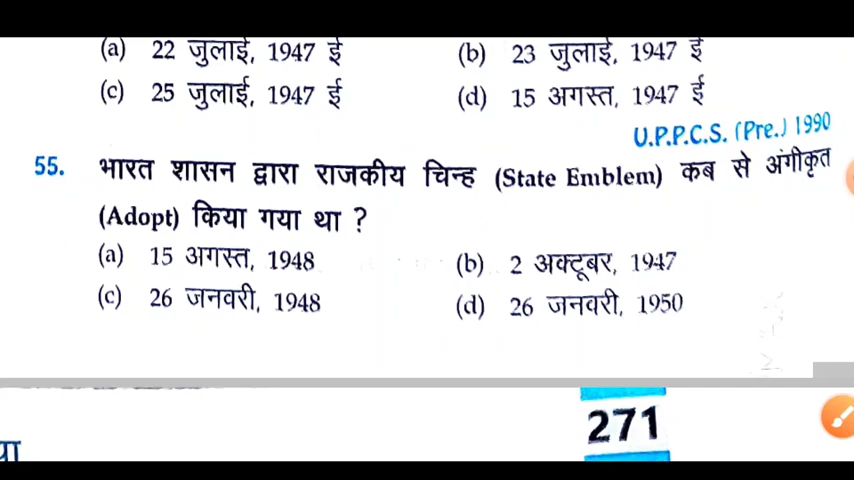 (a) 22 जुलाई, 1947 ई (b) 23 जुलाई, 1947 ई
(c) 25 जुलाई, 1947 ई (d) 15 अगस्त, 1947 ई
U.P.P.C.S. (Pre.) 1990
55. भारत शासन द्वारा राजकीय चिन्ह (State Emblem) कब से अंगीकृत
(Adopt) किया गया था ?
(a) 15 अगस्त, 1948 (b) 2 अक्टूबर, 1947
(c) 26 जनवरी, 1948 (d) 26 जनवरी, 1950
271